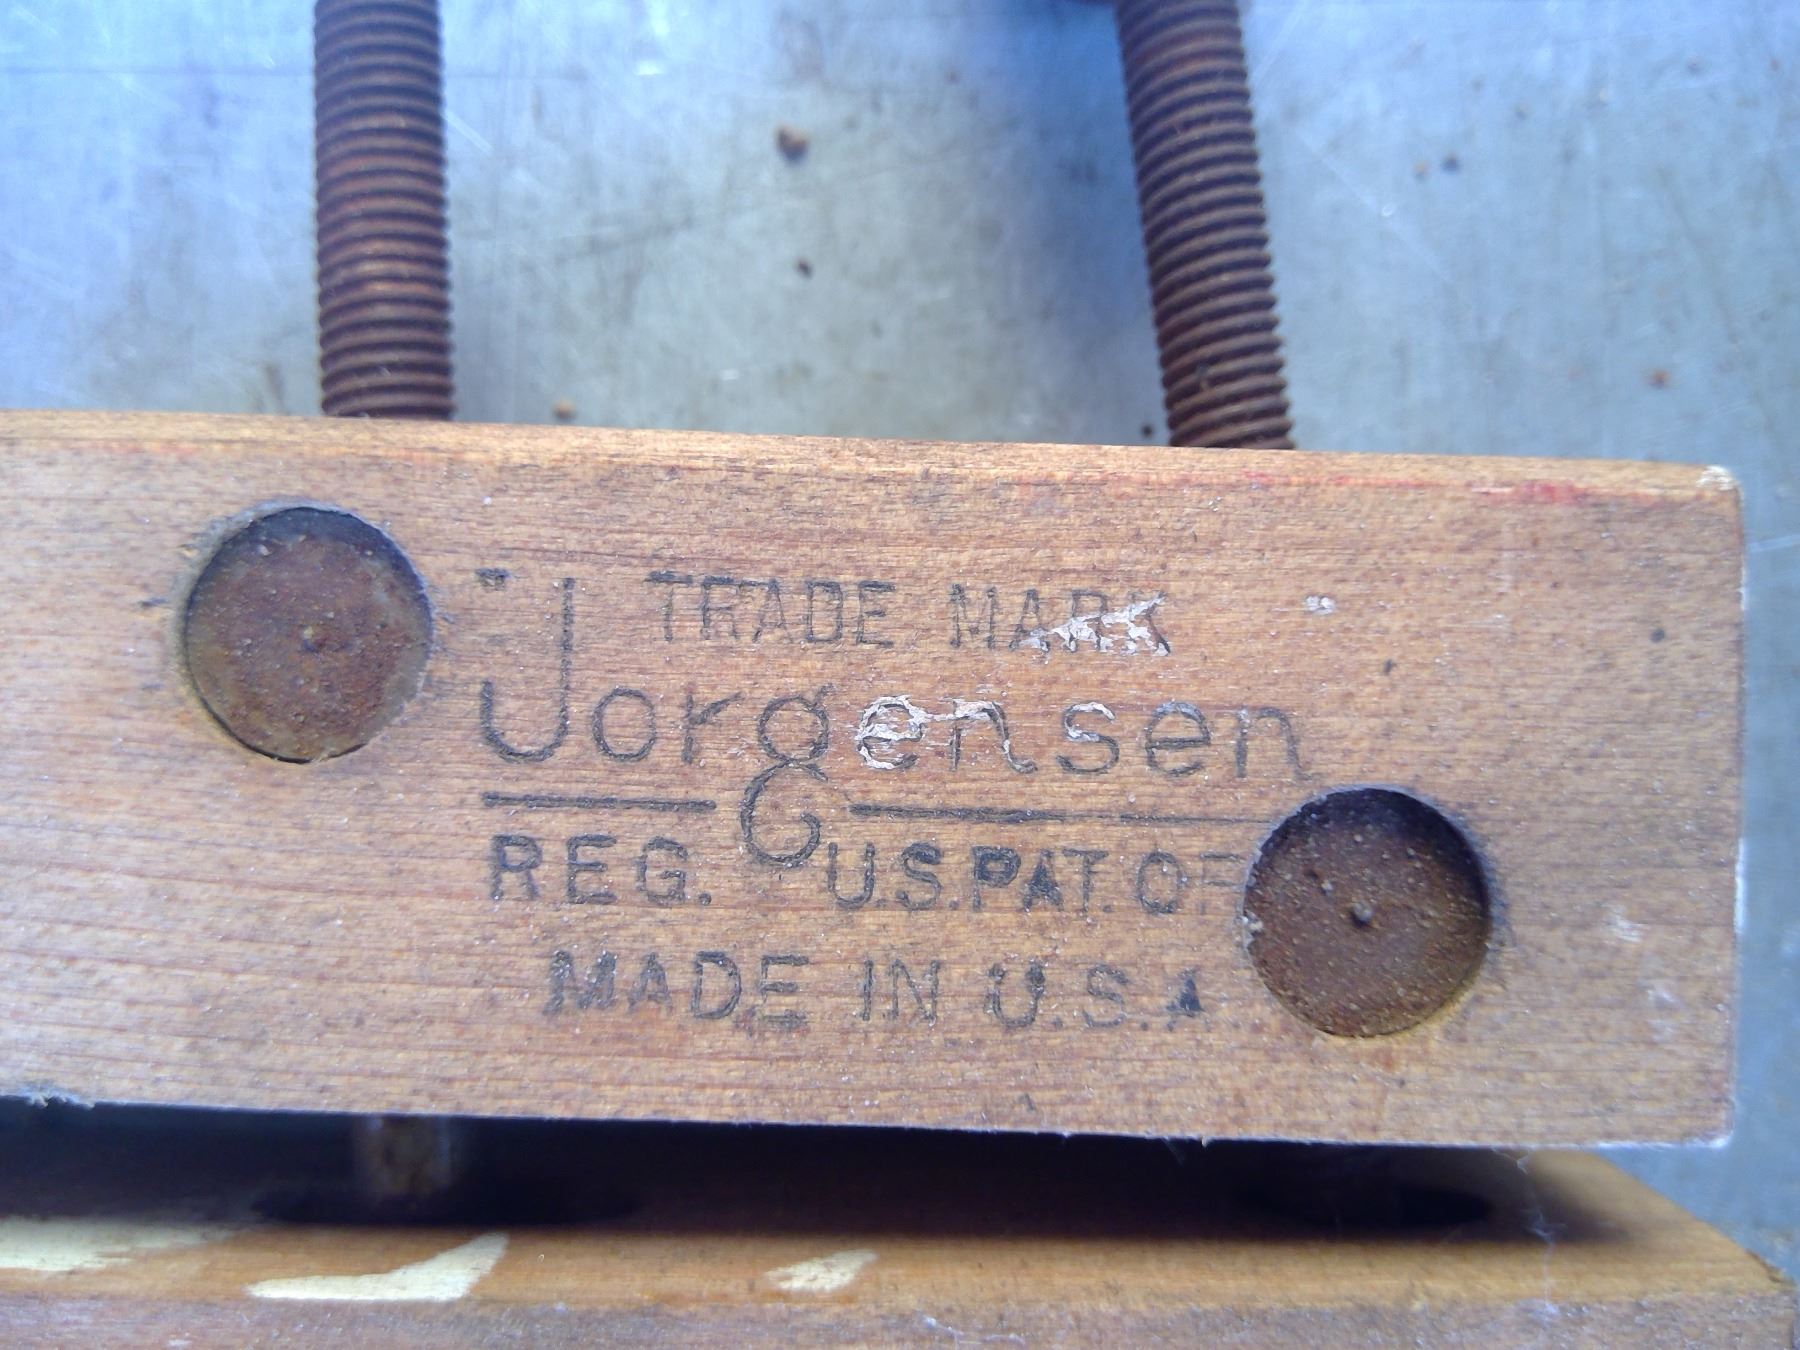 TRADE MARK
Jorgensen
REG. U.S. PAT. OF
MADE IN U.S.A.